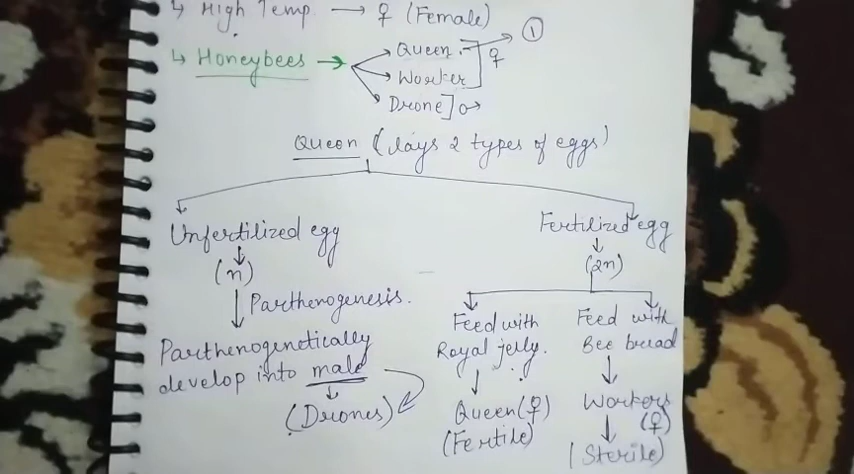 ↳ High Temp. → ♀ (Female)
↳ Honeybees → Queen ① 
Worker ♀
Drone] ♂
Queen (lays 2 types of eggs)
Unfertilized egg Fertilized egg
(n) (2n)
Parthenogenesis.
Parthenogenetically
develop into male
(Drones)
Feed with Feed with
Royal jelly. Bee bread
Queen (♀) Workers
(Fertile) (♀)
(Sterile)